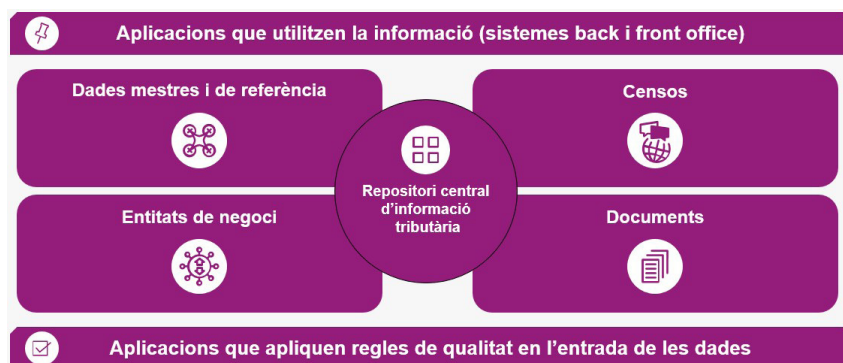 Aplicacions que utilitzen la informació (sistemes back i front office)
Dades mestres i de referència
Censos
Repositori central
d'informació
tributària
Entitats de negoci
Documents
Aplicacions que apliquen regles de qualitat en l'entrada de les dades